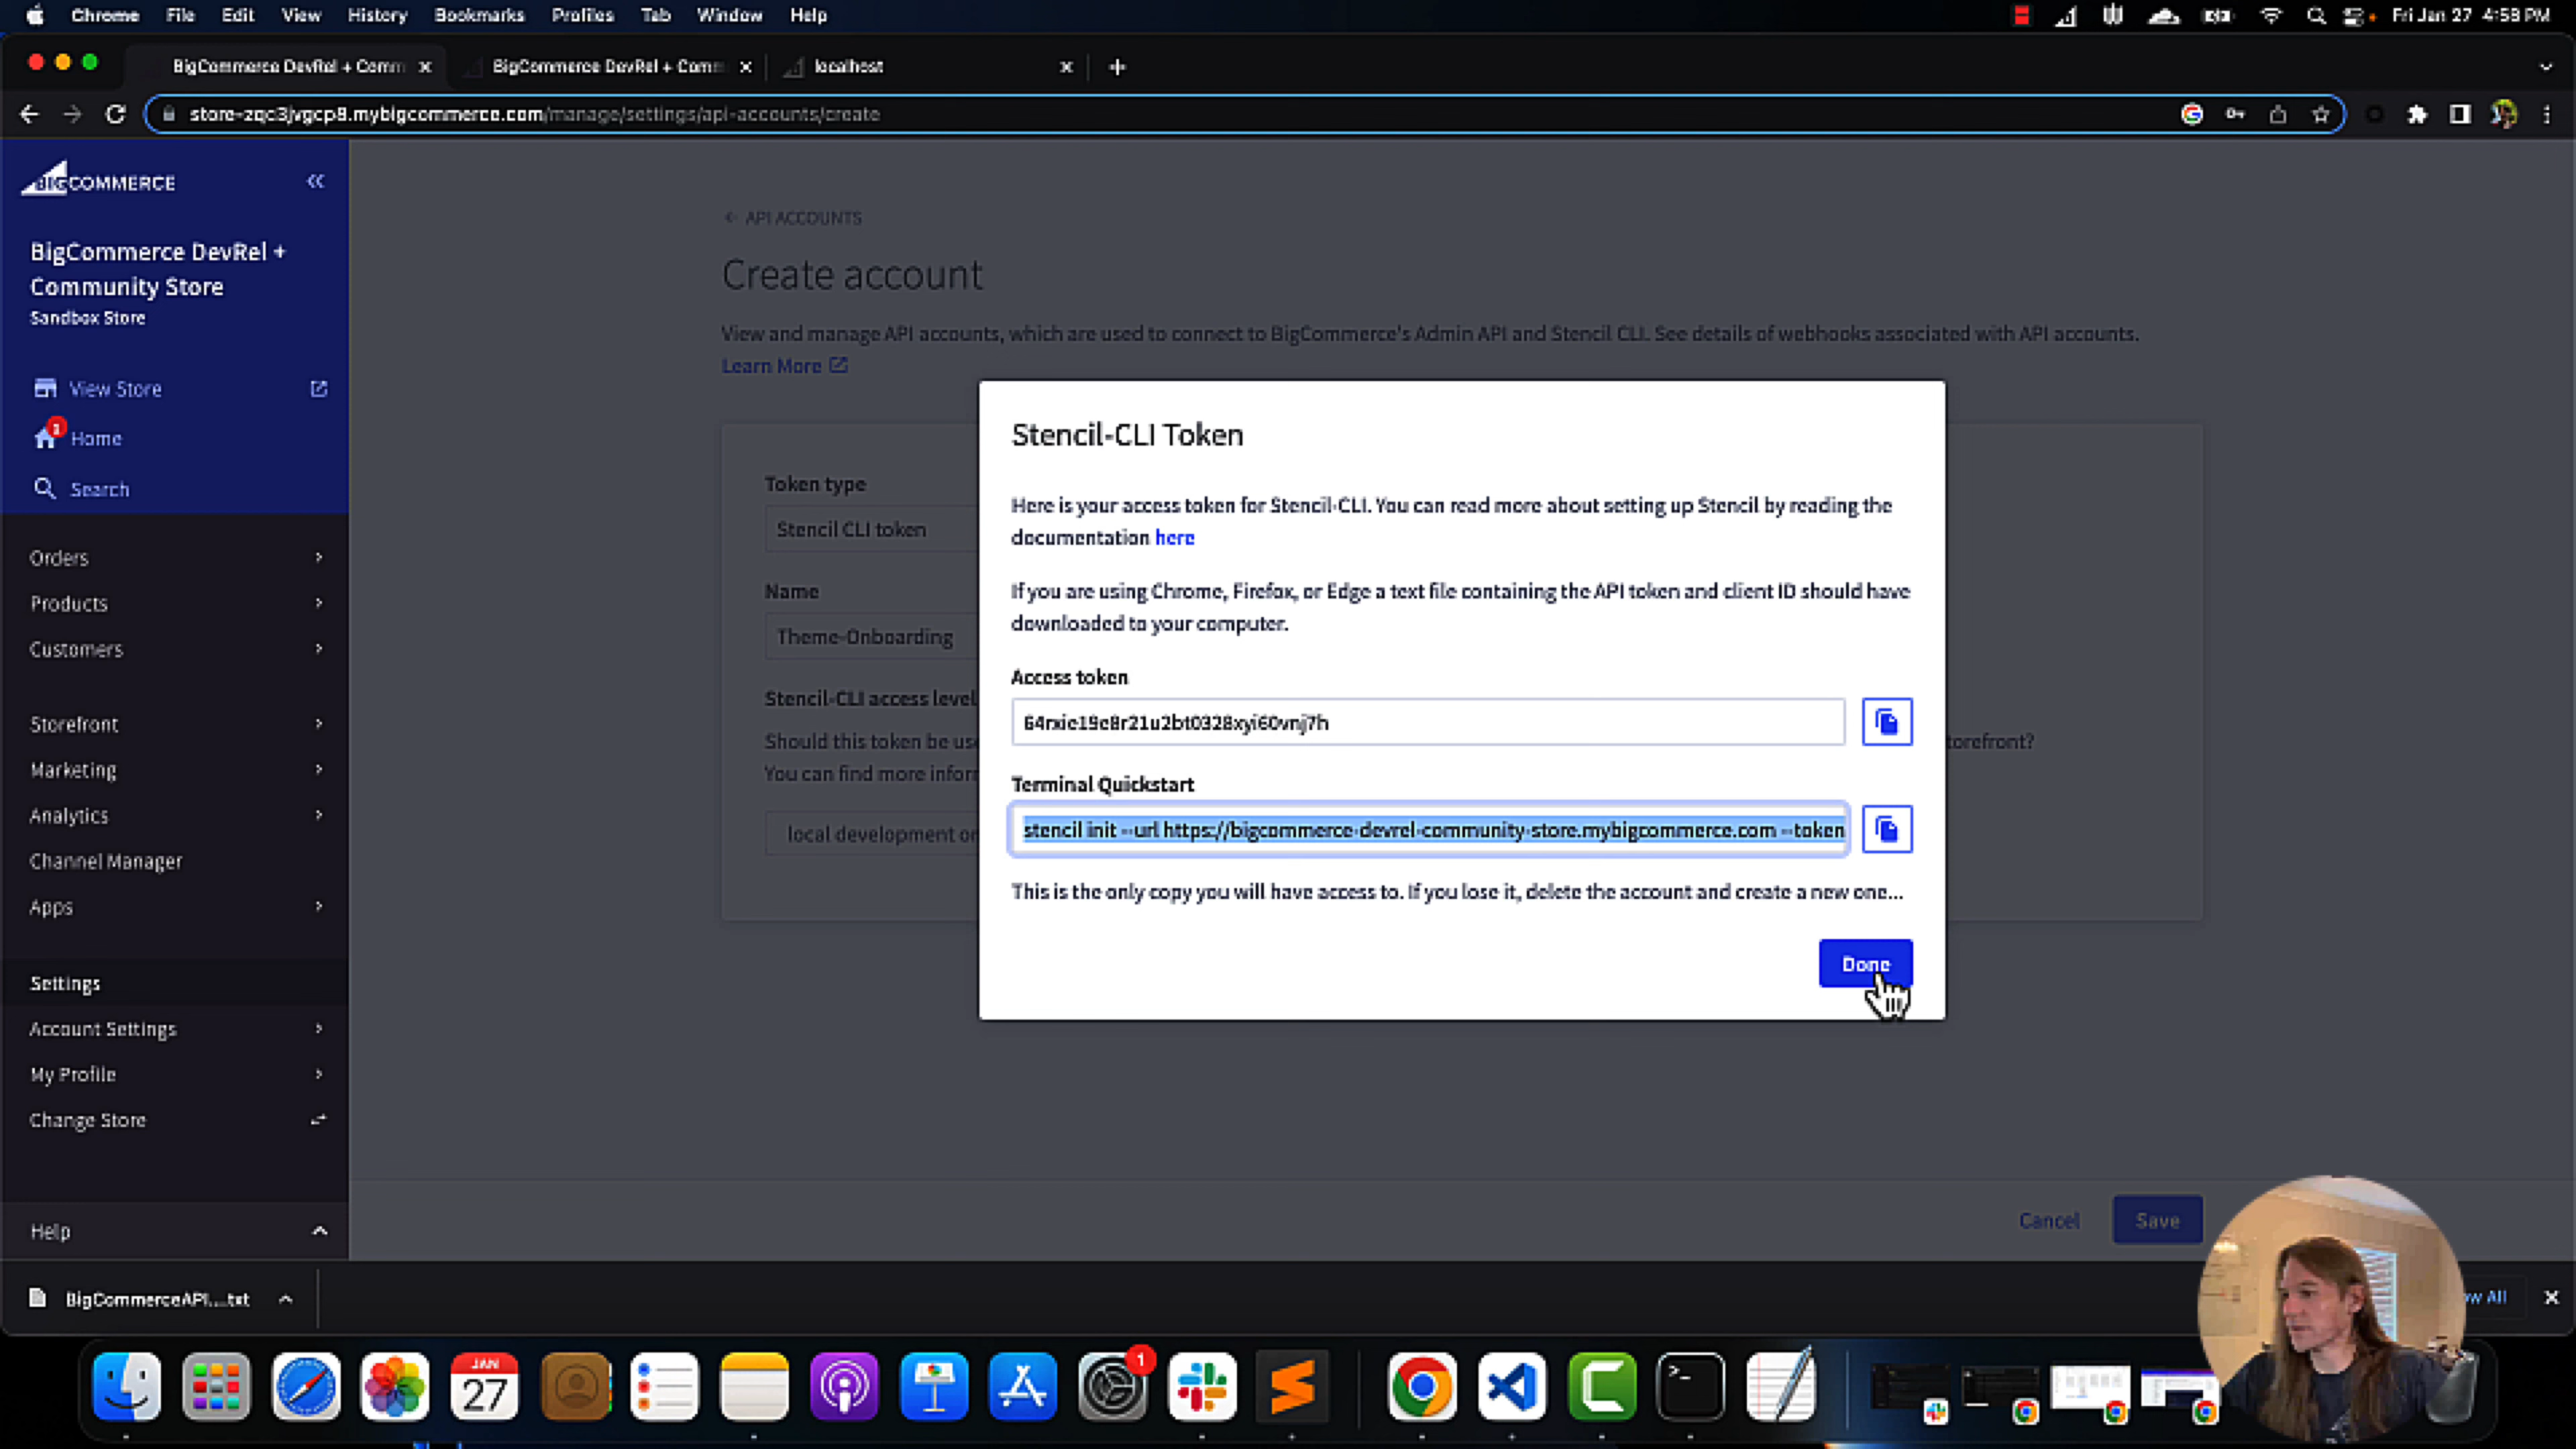 Chrome File Edit View History Bookmarks Profiles Tab Window Help Fri Jan 27 4:58 PM
BigCommerce DevRel + Comm BigCommerce DevRel + Comm localhost
store-zqc3jvgcp8.mybigcommerce.com/manage/settings/api-accounts/create
BIGCOMMERCE
BigCommerce DevRel +
Community Store
Sandbox Store
View Store
Home
Search
Orders
Products
Customers
Storefront
Marketing
Analytics
Channel Manager
Apps
Settings
Account Settings
My Profile
Change Store
Help
← API ACCOUNTS
Create account
View and manage API accounts, which are used to connect to BigCommerce's Admin API and Stencil CLI. See details of webhooks associated with API accounts.
Learn More
Token type
Stencil CLI token
Name
Theme-Onboarding
Stencil-CLI access level
Should this token be use
torefront?
You can find more inforn
local development on
Stencil-CLI Token
Here is your access token for Stencil-CLI. You can read more about setting up Stencil by reading the
documentation here
If you are using Chrome, Firefox, or Edge a text file containing the API token and client ID should have
downloaded to your computer.
Access token
64rxie19e8r21u2bt0328xyi60vnj7h
Terminal Quickstart
stencil init --url https://bigcommerce-devrel-community-store.mybigcommerce.com --token
This is the only copy you will have access to. If you lose it, delete the account and create a new one...
Done
Cancel Save
BigCommerceAPI....txt
All
JAN
27
1